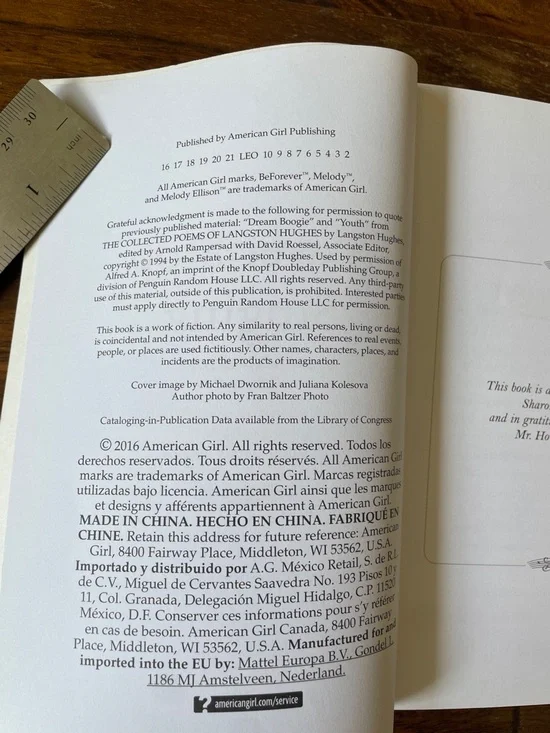 29 30
inch
1
Published by American Girl Publishing
16 17 18 19 20 21 LEO 10 9 8 7 6 5 4 3 2
All American Girl marks, BeForever™, Melody™,
and Melody Ellison™ are trademarks of American Girl.
Grateful acknowledgment is made to the following for permission to quote
previously published material: "Dream Boogie" and "Youth" from
THE COLLECTED POEMS OF LANGSTON HUGHES by Langston Hughes,
edited by Arnold Rampersad with David Roessel, Associate Editor,
copyright © 1994 by the Estate of Langston Hughes. Used by permission of
Alfred A. Knopf, an imprint of the Knopf Doubleday Publishing Group, a
division of Penguin Random House LLC. All rights reserved. Any third-party
use of this material, outside of this publication, is prohibited. Interested parties
must apply directly to Penguin Random House LLC for permission.
This book is a work of fiction. Any similarity to real persons, living or dead,
is coincidental and not intended by American Girl. References to real events,
people, or places are used fictitiously. Other names, characters, places, and
incidents are the products of imagination.
Cover image by Michael Dwornik and Juliana Kolesova
Author photo by Fran Baltzer Photo
Cataloging-in-Publication Data available from the Library of Congress
© 2016 American Girl. All rights reserved. Todos los
derechos reservados. Tous droits réservés. All American Girl
marks are trademarks of American Girl. Marcas registradas
utilizadas bajo licencia. American Girl ainsi que les marques
et designs y afférents appartiennent à American Girl.
MADE IN CHINA. HECHO EN CHINA. FABRIQUÉ EN
CHINE. Retain this address for future reference: American
Girl, 8400 Fairway Place, Middleton, WI 53562, U.S.A.
Importado y distribuido por A.G. México Retail, S. de R.L.
de C.V., Miguel de Cervantes Saavedra No. 193 Pisos 10 y
11, Col. Granada, Delegación Miguel Hidalgo, C.P. 11520
México, D.F. Conserver ces informations pour s'y référer
en cas de besoin. American Girl Canada, 8400 Fairway
Place, Middleton, WI 53562, U.S.A. Manufactured for and
imported into the EU by: Mattel Europa B.V., Gondel 1,
1186 MJ Amstelveen, Nederland.
? americangirl.com/service
This book is
Sharo
and in grati
Mr. Ho